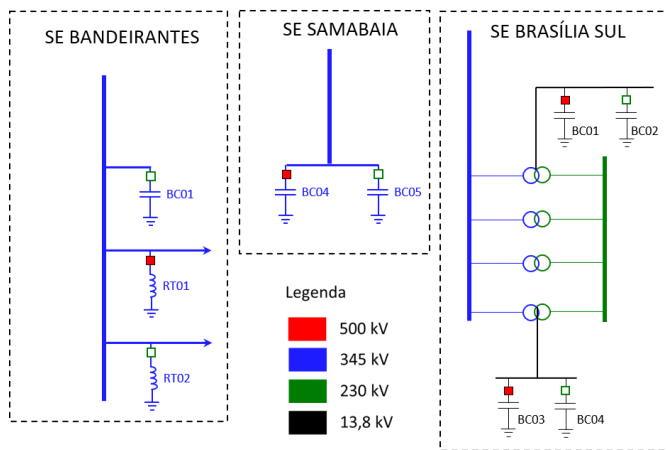 SE BANDEIRANTES
BC01
RT01
RT02
SE SAMABAIA
BC04
BC05
Legenda
500 kV
345 kV
230 kV
13,8 kV
SE BRASÍLIA SUL
BC01
BC02
BC03
BC04